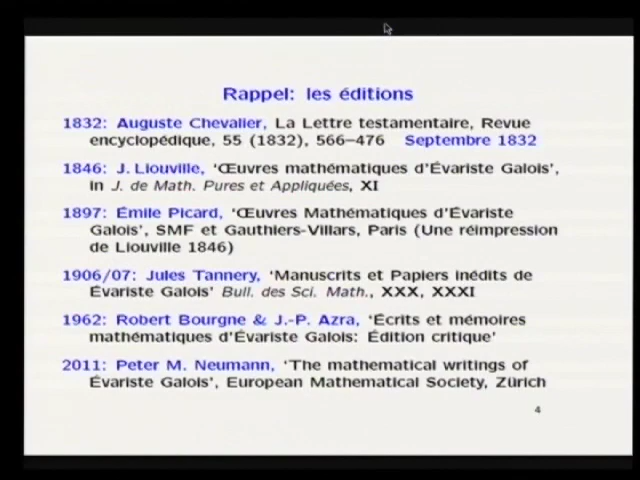 Rappel: les éditions
1832: Auguste Chevalier, La Lettre testamentaire, Revue
encyclopédique, 55 (1832), 566–476 Septembre 1832
1846: J. Liouville, ‘Œuvres mathématiques d’Évariste Galois’,
in J. de Math. Pures et Appliquées, XI
1897: Émile Picard, ‘Œuvres Mathématiques d’Évariste
Galois’, SMF et Gauthiers-Villars, Paris (Une réimpression
de Liouville 1846)
1906/07: Jules Tannery, ‘Manuscrits et Papiers inédits de
Évariste Galois’ Bull. des Sci. Math., XXX, XXXI
1962: Robert Bourgne & J.-P. Azra, ‘Écrits et mémoires
mathématiques d’Évariste Galois: Édition critique’
2011: Peter M. Neumann, ‘The mathematical writings of
Évariste Galois’, European Mathematical Society, Zürich
4